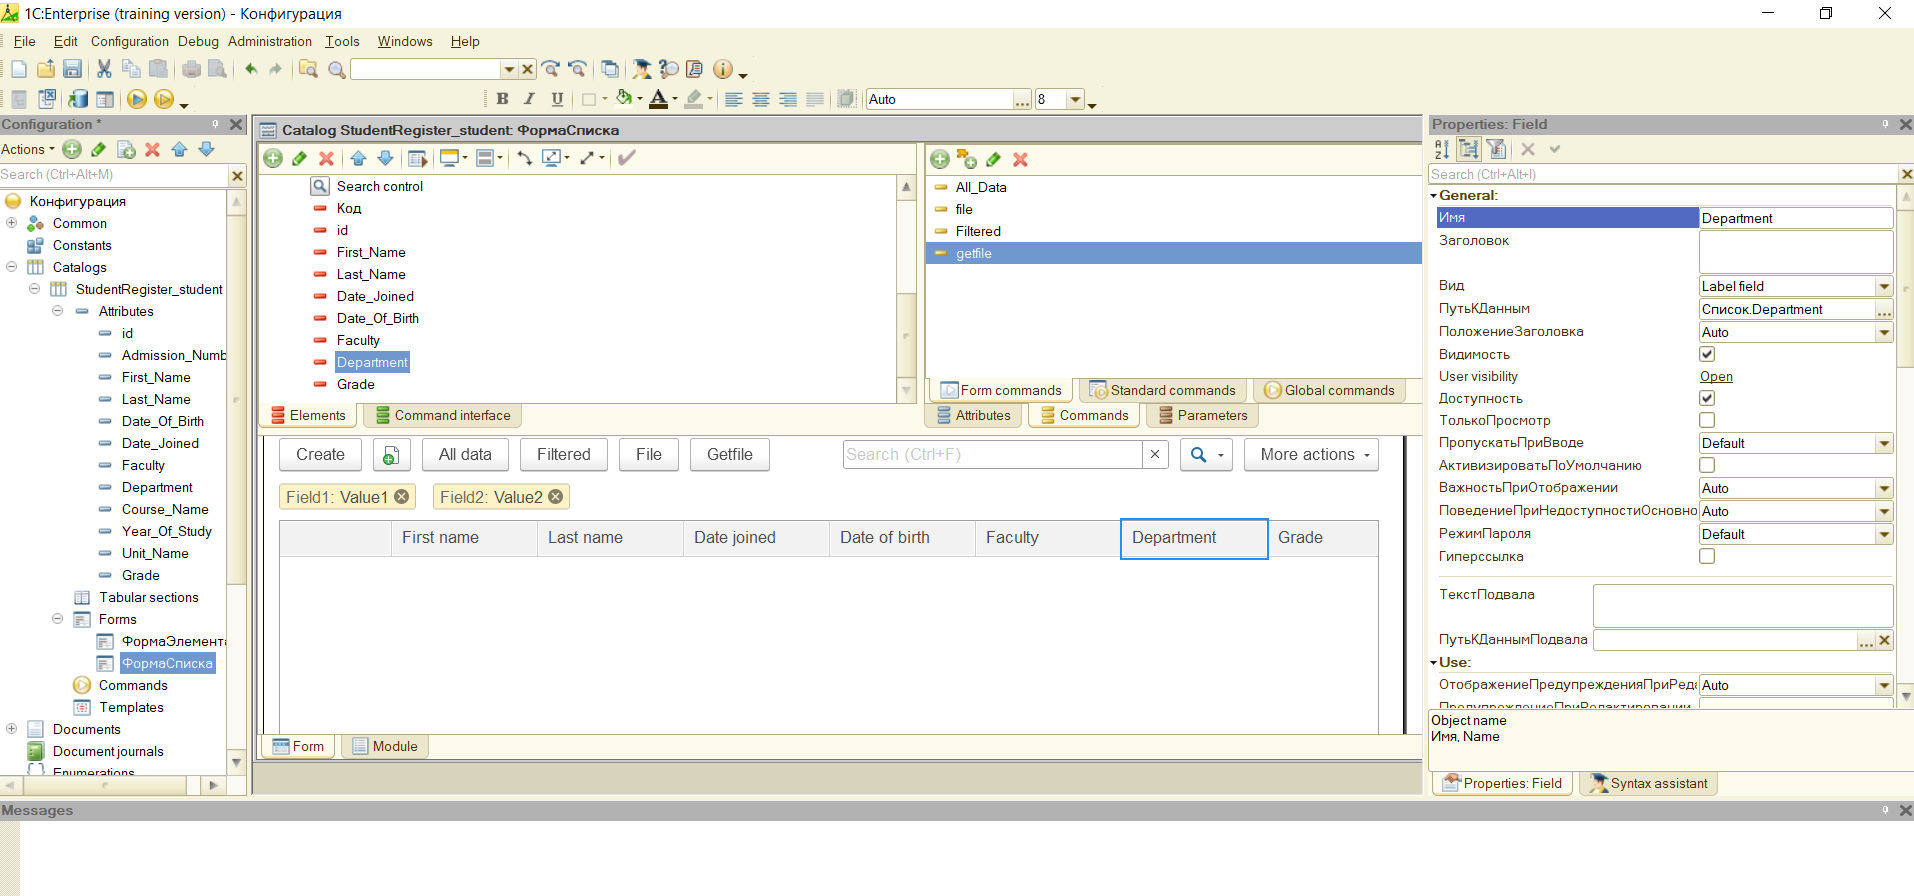 1C:Enterprise (training version) - Конфигурация
File Edit Configuration Debug Administration Tools Windows Help
B I U A Auto ... 8
Configuration *
Actions
Search (Ctrl+Alt+M)
Конфигурация
Common
Constants
Catalogs
StudentRegister_student
Attributes
id
Admission_Numb
First_Name
Last_Name
Date_Of_Birth
Date_Joined
Faculty
Department
Course_Name
Year_Of_Study
Unit_Name
Grade
Tabular sections
Forms
ФормаЭлемента
ФормаСписка
Commands
Templates
Documents
Document journals
Enumerations
Catalog StudentRegister_student: ФормаСписка
Search control
Код
id
First_Name
Last_Name
Date_Joined
Date_Of_Birth
Faculty
Department
Grade
Elements Command interface
All_Data
file
Filtered
getfile
Form commands Standard commands Global commands
Attributes Commands Parameters
Create All data Filtered File Getfile Search (Ctrl+F) × More actions
Field1: Value1 Field2: Value2
First name Last name Date joined Date of birth Faculty Department Grade
Form Module
Properties: Field
Search (Ctrl+Alt+I)
General:
Имя Department
Заголовок
Вид Label field
ПутьКДанным Список.Department ...
ПоложениеЗаголовка Auto
Видимость
User visibility Open
Доступность
ТолькоПросмотр
ПропускатьПриВводе Default
АктивизироватьПоУмолчанию
ВажностьПриОтображении Auto
ПоведениеПриНедоступностиОсновно Auto
РежимПароля Default
Гиперссылка
ТекстПодвала
ПутьКДаннымПодвала ...
Use:
ОтображениеПредупрежденияПриРеда Auto
ПредупреждениеПриРедактировании
Object name
Имя, Name
Properties: Field Syntax assistant
Messages